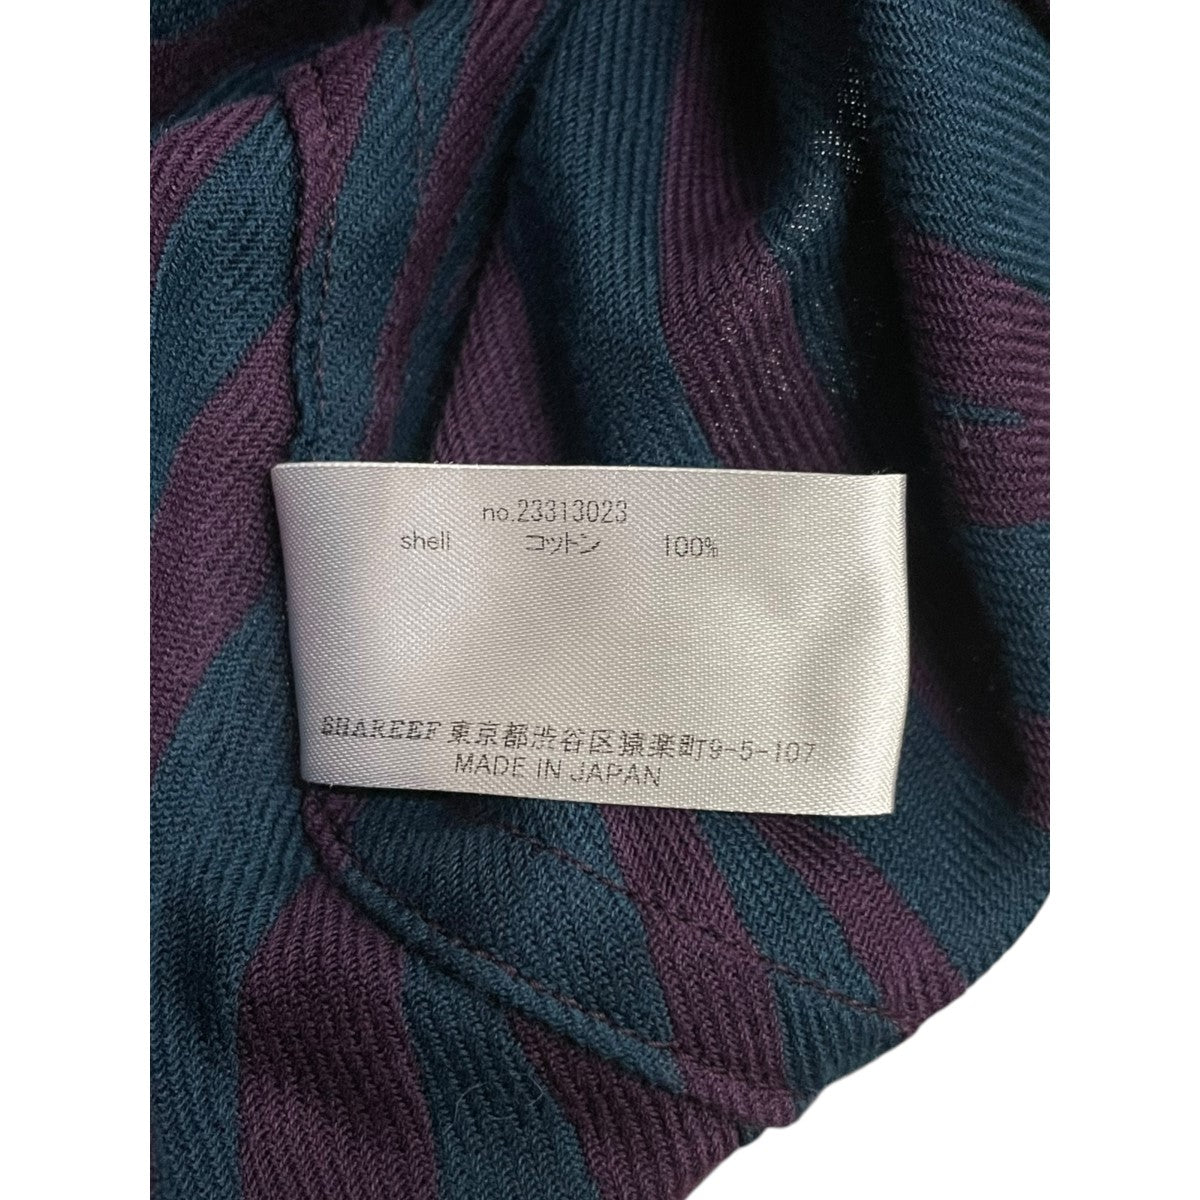 no.23313023
shell コットン 100%
SHAREEF 東京都渋谷区猿楽町9-5-107
MADE IN JAPAN